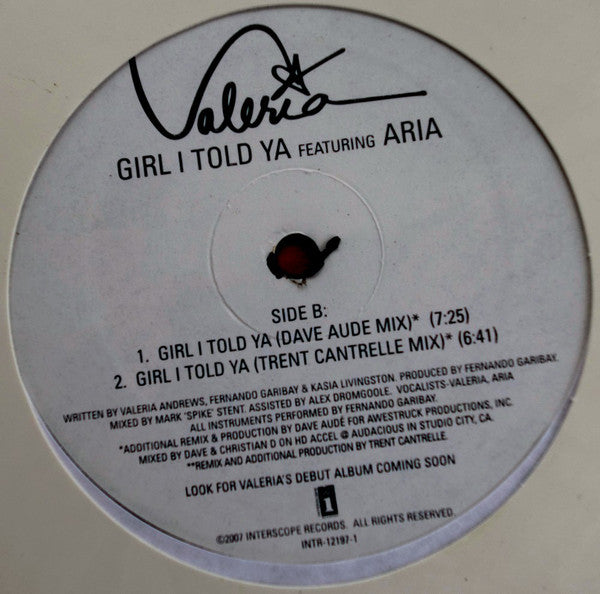 Valeria
GIRL I TOLD YA FEATURING ARIA
SIDE B:
1. GIRL I TOLD YA (DAVE AUDE MIX)* (7:25)
2. GIRL I TOLD YA (TRENT CANTRELLE MIX)* (6:41)
WRITTEN BY VALERIA ANDREWS, FERNANDO GARIBAY & KASIA LIVINGSTON. PRODUCED BY FERNANDO GARIBAY.
MIXED BY MARK 'SPIKE' STENT. ASSISTED BY ALEX DROMGOOLE. VOCALISTS-VALERIA, ARIA
ALL INSTRUMENTS PERFORMED BY FERNANDO GARIBAY.
*ADDITIONAL REMIX & PRODUCTION BY DAVE AUDÉ FOR AWESTRUCK PRODUCTIONS, INC.
MIXED BY DAVE & CHRISTIAN D ON HD ACCEL @ AUDACIOUS IN STUDIO CITY, CA.
**REMIX AND ADDITIONAL PRODUCTION BY TRENT CANTRELLE.
LOOK FOR VALERIA'S DEBUT ALBUM COMING SOON
i
©2007 INTERSCOPE RECORDS. ALL RIGHTS RESERVED.
INTR-12197-1